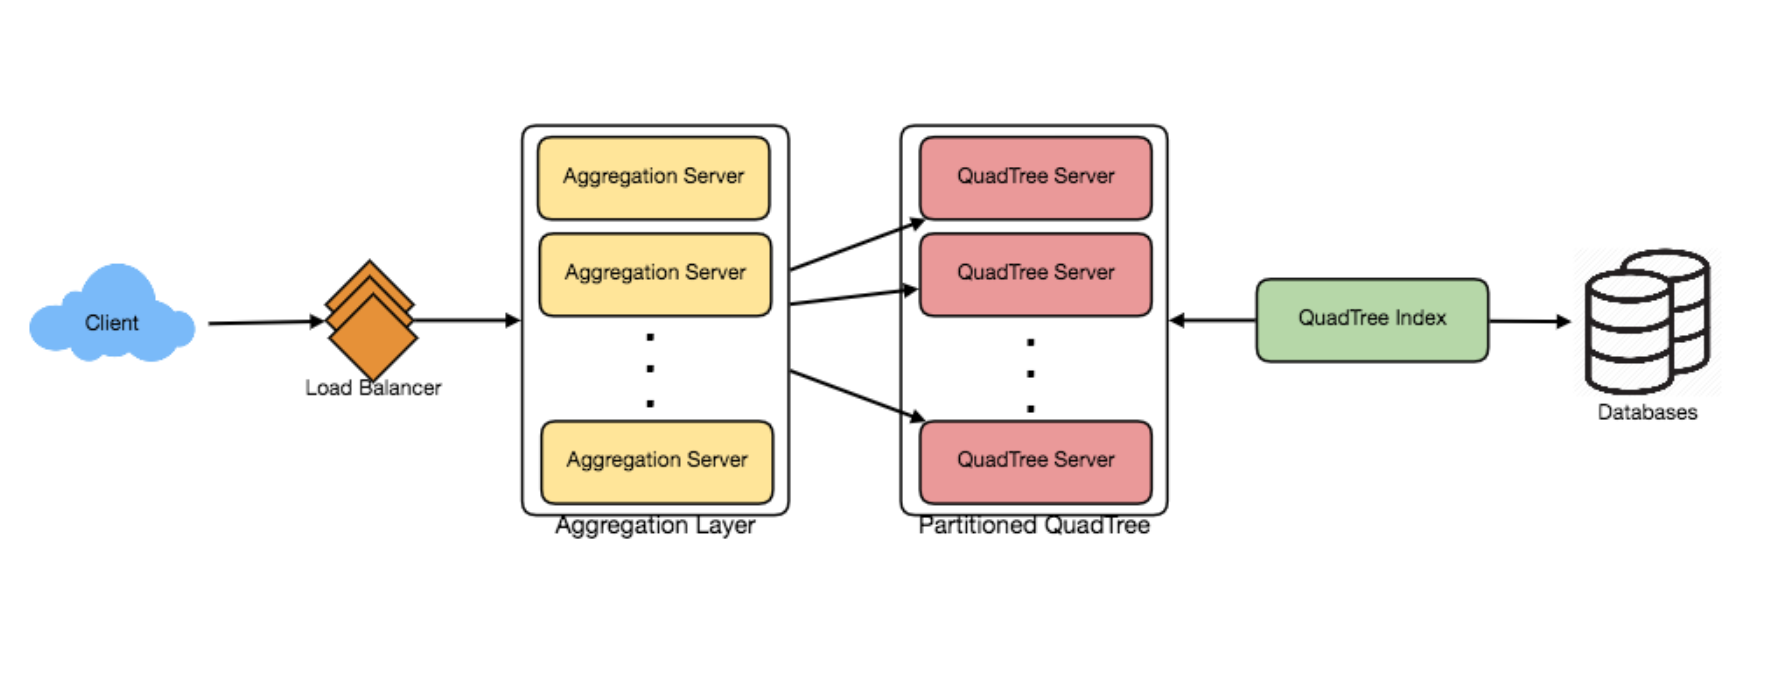 Client
Load Balancer
Aggregation Server
Aggregation Server
Aggregation Server
Aggregation Layer
QuadTree Server
QuadTree Server
QuadTree Server
Partitioned QuadTree
QuadTree Index
Databases